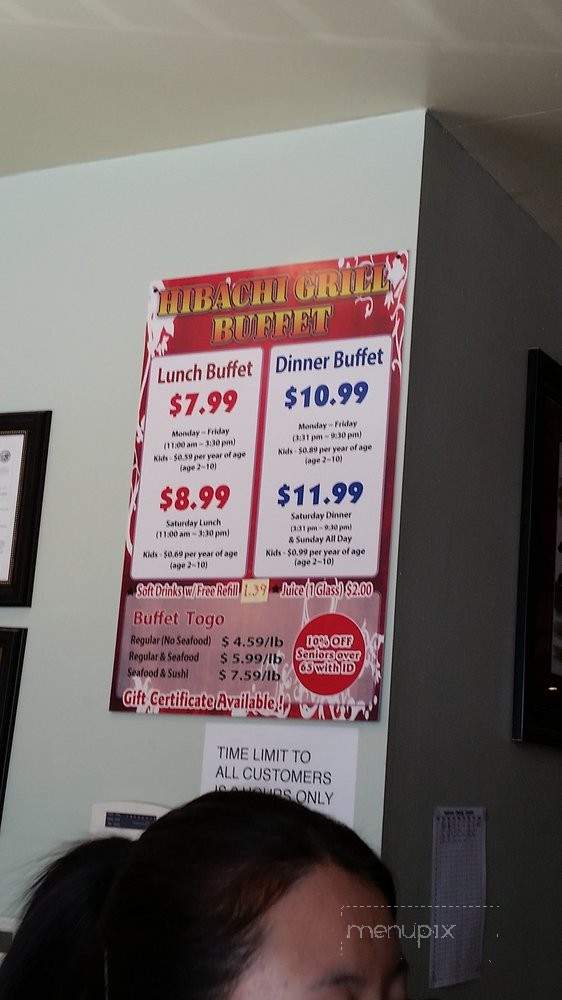 HIBACHI GRILL
BUFFET
Lunch Buffet
$7.99
Monday ~ Friday
(11:00 am ~ 3:30 pm)
Kids - $0.59 per year of age
(age 2~10)
$8.99
Saturday Lunch
(11:00 am ~ 3:30 pm)
Kids - $0.69 per year of age
(age 2~10)
Dinner Buffet
$10.99
Monday ~ Friday
(3:31 pm ~ 9:30 pm)
Kids - $0.89 per year of age
(age 2~10)
$11.99
Saturday Dinner
(3:31 pm ~ 9:30 pm)
& Sunday All Day
Kids - $0.99 per year of age
(age 2~10)
Soft Drinks w/ Free Refill 1.39 Juice (1 Glass) $2.00
Buffet Togo
Regular (No Seafood) $ 4.59/lb
Regular & Seafood $ 5.99/lb
Seafood & Sushi $ 7.59/lb
10% OFF
Seniors over
65 with ID
Gift Certificate Available !
TIME LIMIT TO
ALL CUSTOMERS
IS 2 HOURS ONLY
menupix